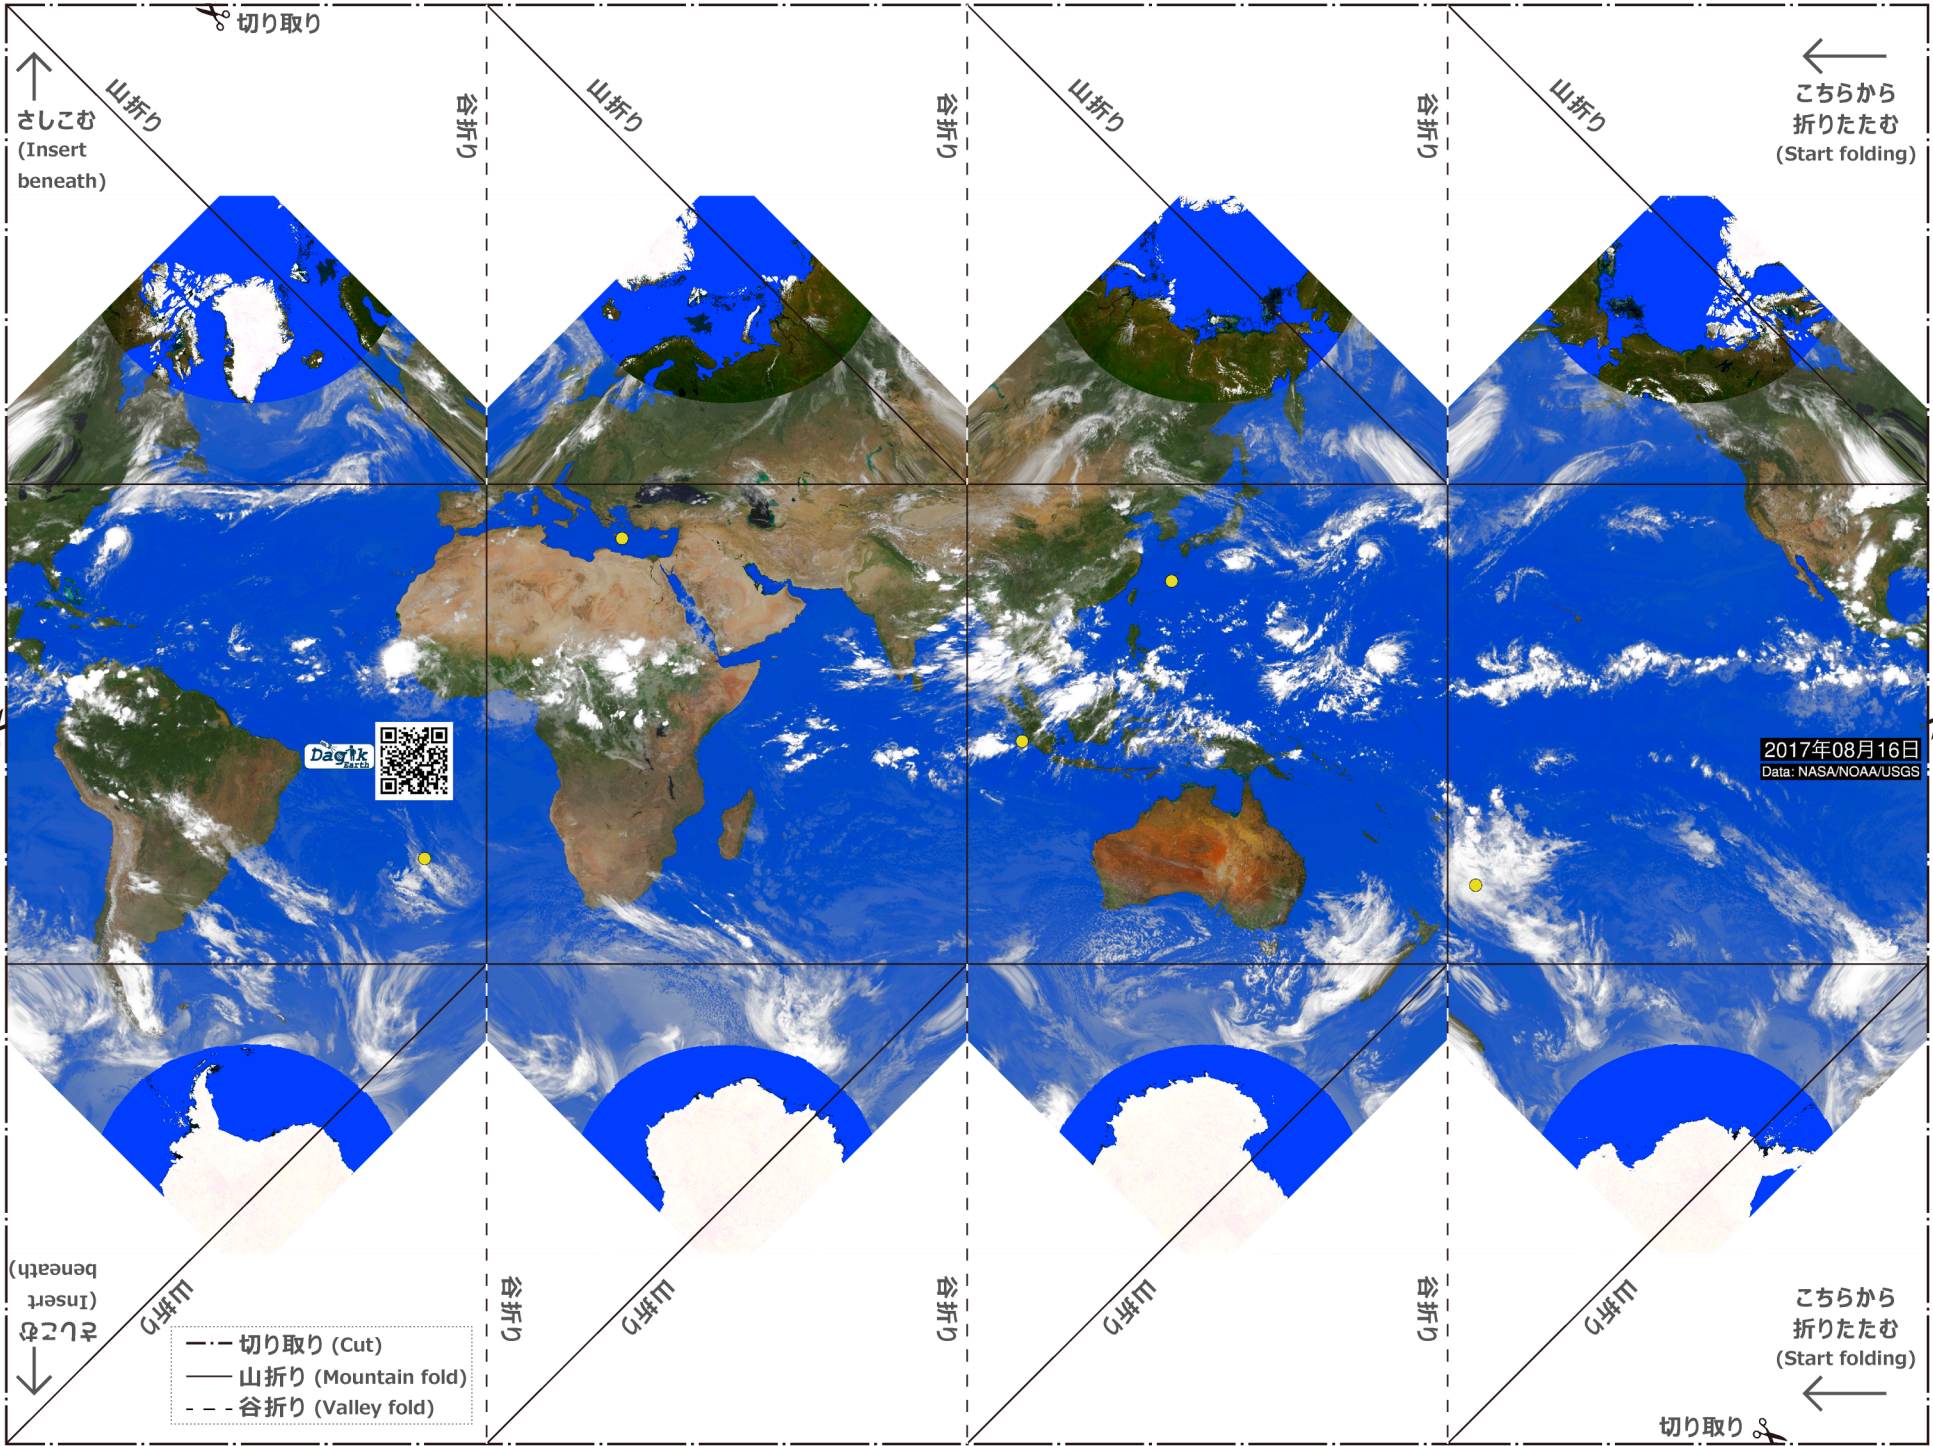 切り取り
山折り
谷折り
山折り
谷折り
山折り
谷折り
山折り
さしこむ
(Insert
beneath)
こちらから
折りたたむ
(Start folding)
Dagik
Earth
2017年08月16日
Data: NASA/NOAA/USGS
さしこむ
(Insert
beneath)
山折り
谷折り
山折り
谷折り
山折り
谷折り
山折り
こちらから
折りたたむ
(Start folding)
切り取り (Cut)
山折り (Mountain fold)
谷折り (Valley fold)
切り取り